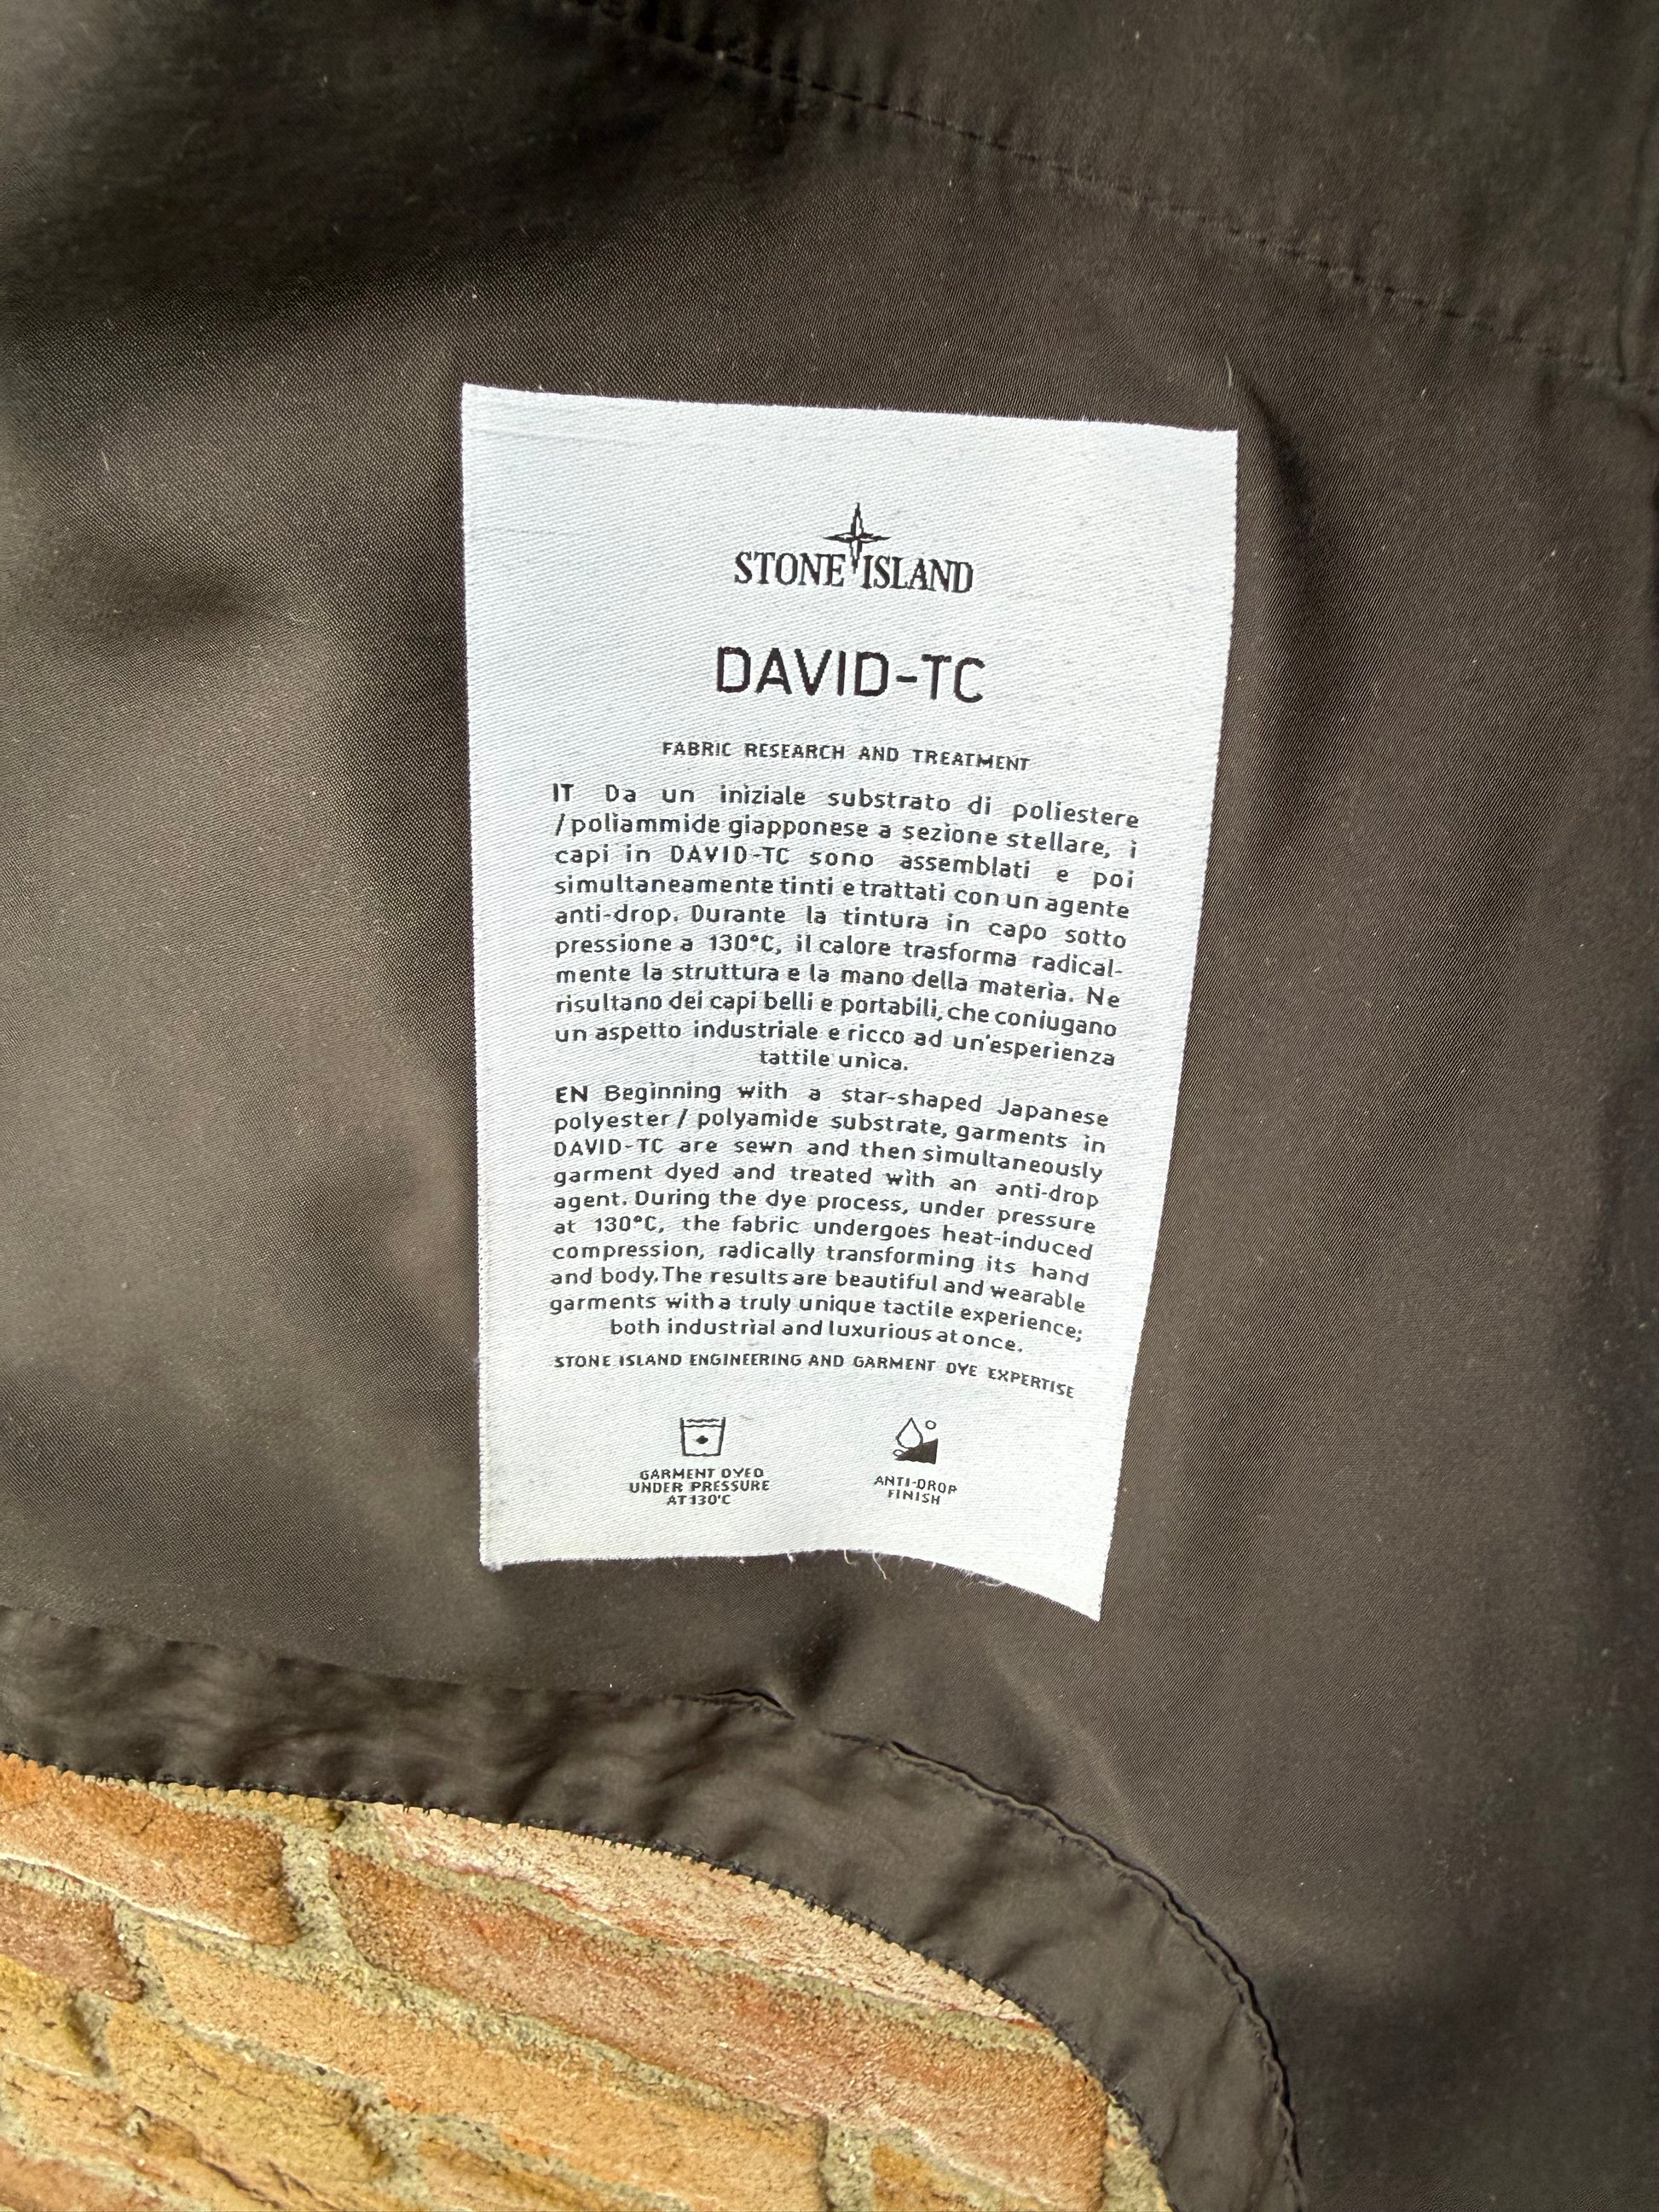 STONE ISLAND
DAVID-TC
FABRIC RESEARCH AND TREATMENT
IT Da un iniziale substrato di poliestere
/poliammide giapponese a sezione stellare, i
capi in DAVID-TC sono assemblati e poi
simultaneamente tinti e trattati con un agente
anti-drop. Durante la tintura in capo sotto
pressione a 130°C, il calore trasforma radical-
mente la struttura e la mano della materia. Ne
risultano dei capi belli e portabili, che coniugano
un aspetto industriale e ricco ad un'esperienza
tattile unica.
EN Beginning with a star-shaped Japanese
polyester / polyamide substrate, garments in
DAVID-TC are sewn and then simultaneously
garment dyed and treated with an anti-drop
agent. During the dye process, under pressure
at 130°C, the fabric undergoes heat-induced
compression, radically transforming its hand
and body. The results are beautiful and wearable
garments with a truly unique tactile experience;
both industrial and luxurious at once.
STONE ISLAND ENGINEERING AND GARMENT DYE EXPERTISE
GARMENT DYED
UNDER PRESSURE
AT 130°C
ANTI-DROP
FINISH